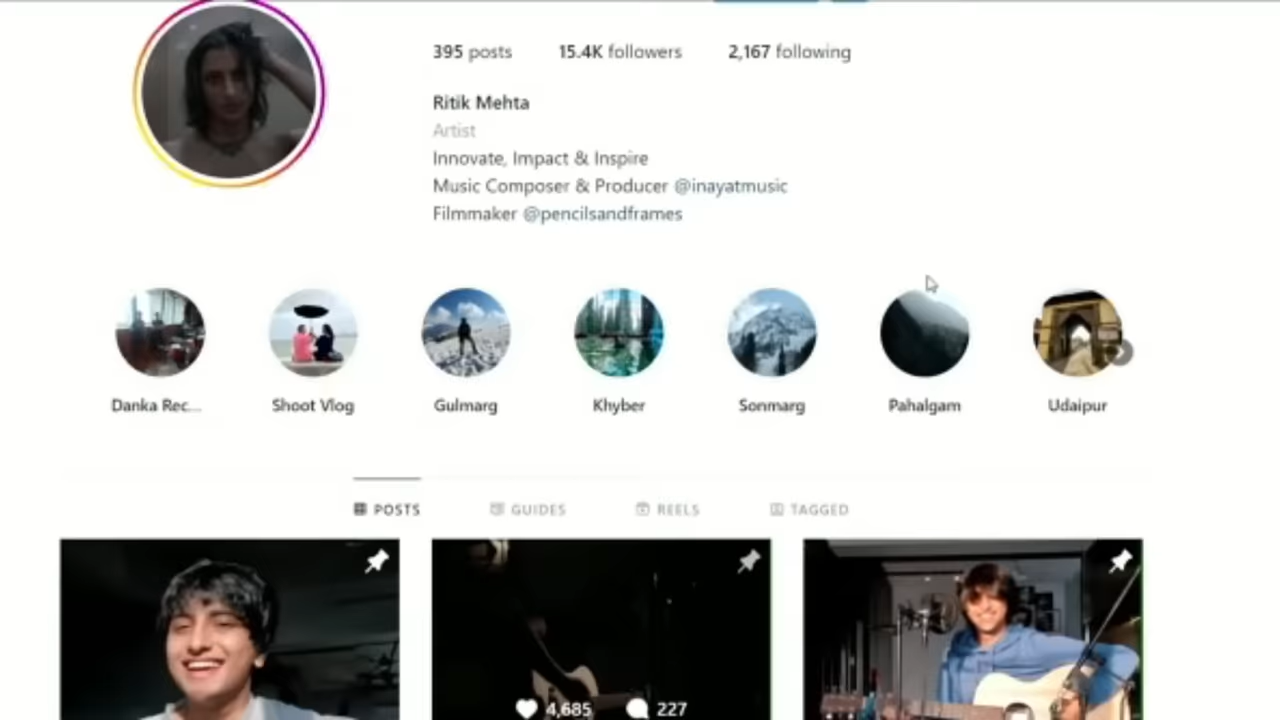 395 posts 15.4K followers 2,167 following
Ritik Mehta
Artist
Innovate, Impact & Inspire
Music Composer & Producer @inayatmusic
Filmmaker @pencilsandframes
Danka Rec... Shoot Vlog Gulmarg Khyber Sonmarg Pahalgam Udaipur
POSTS GUIDES REELS TAGGED
4,685 227